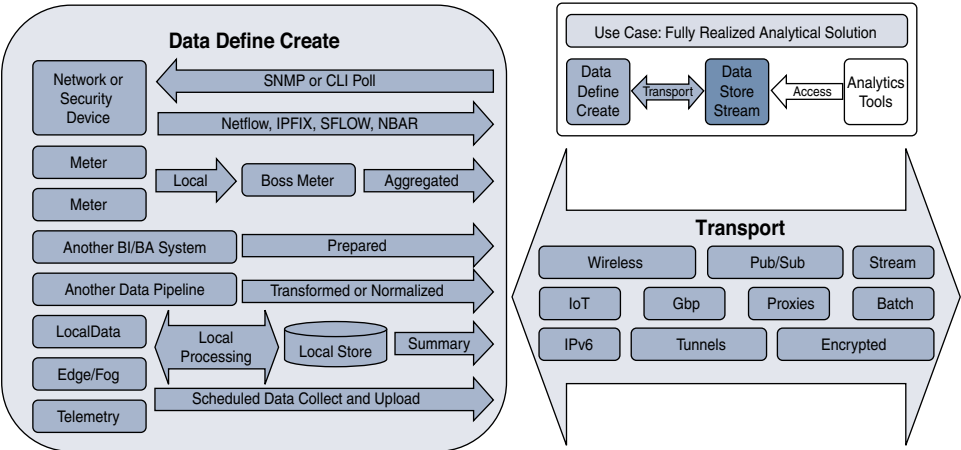 Data Define Create
Network or
Security
Device
SNMP or CLI Poll
Netflow, IPFIX, SFLOW, NBAR
Meter
Meter
Local
Boss Meter
Aggregated
Another BI/BA System
Prepared
Another Data Pipeline
Transformed or Normalized
LocalData
Edge/Fog
Telemetry
Local
Processing
Local Store
Summary
Scheduled Data Collect and Upload
Use Case: Fully Realized Analytical Solution
Data
Define
Create
Transport
Data
Store
Stream
Access
Analytics
Tools
Transport
Wireless
Pub/Sub
Stream
IoT
Gbp
Proxies
Batch
IPv6
Tunnels
Encrypted